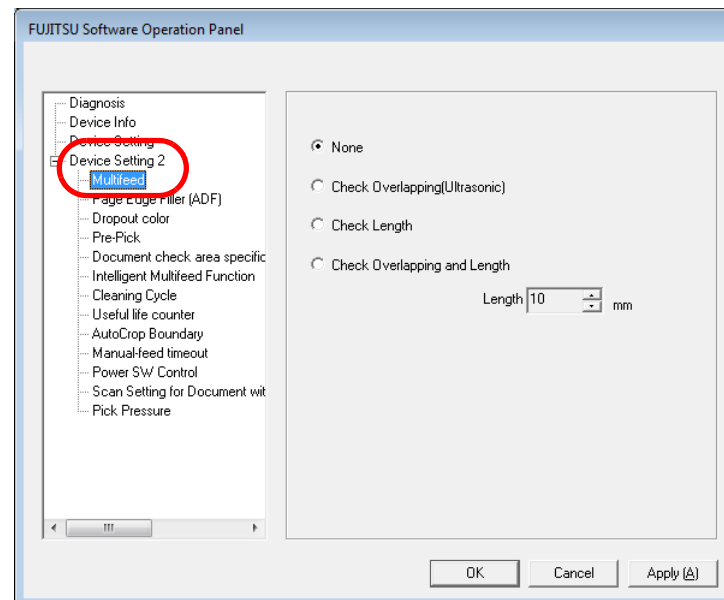 FUJITSU Software Operation Panel
Diagnosis
Device Info
Device Setting
Device Setting 2
Multifeed
Page Edge Filler (ADF)
Dropout color
Pre-Pick
Document check area specific
Intelligent Multifeed Function
Cleaning Cycle
Useful life counter
AutoCrop Boundary
Manual-feed timeout
Power SW Control
Scan Setting for Document wit
Pick Pressure
None
Check Overlapping(Ultrasonic)
Check Length
Check Overlapping and Length
Length 10 mm
OK Cancel Apply (A)